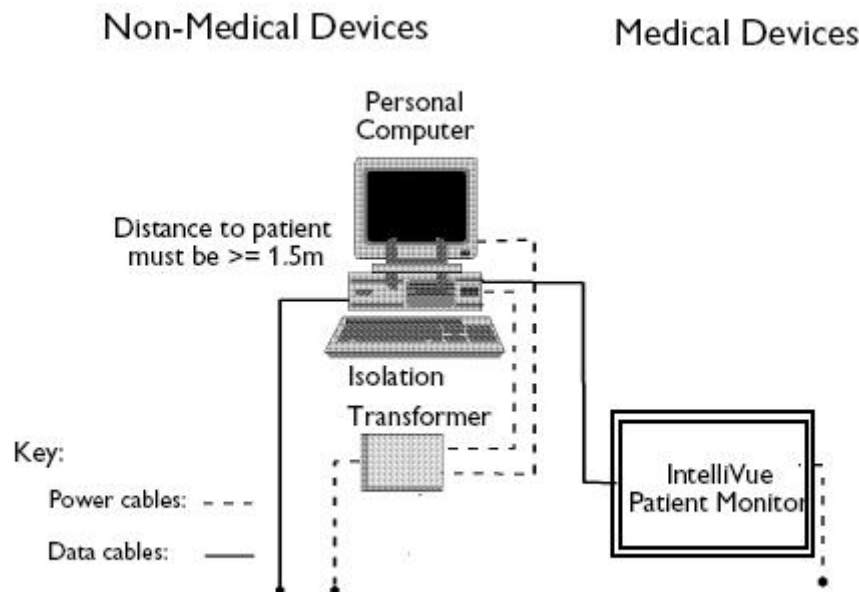 Non-Medical Devices
Medical Devices
Personal
Computer
Distance to patient
must be >= 1.5m
Isolation
Transformer
Key:
Power cables:
Data cables:
IntelliVue
Patient Monitor